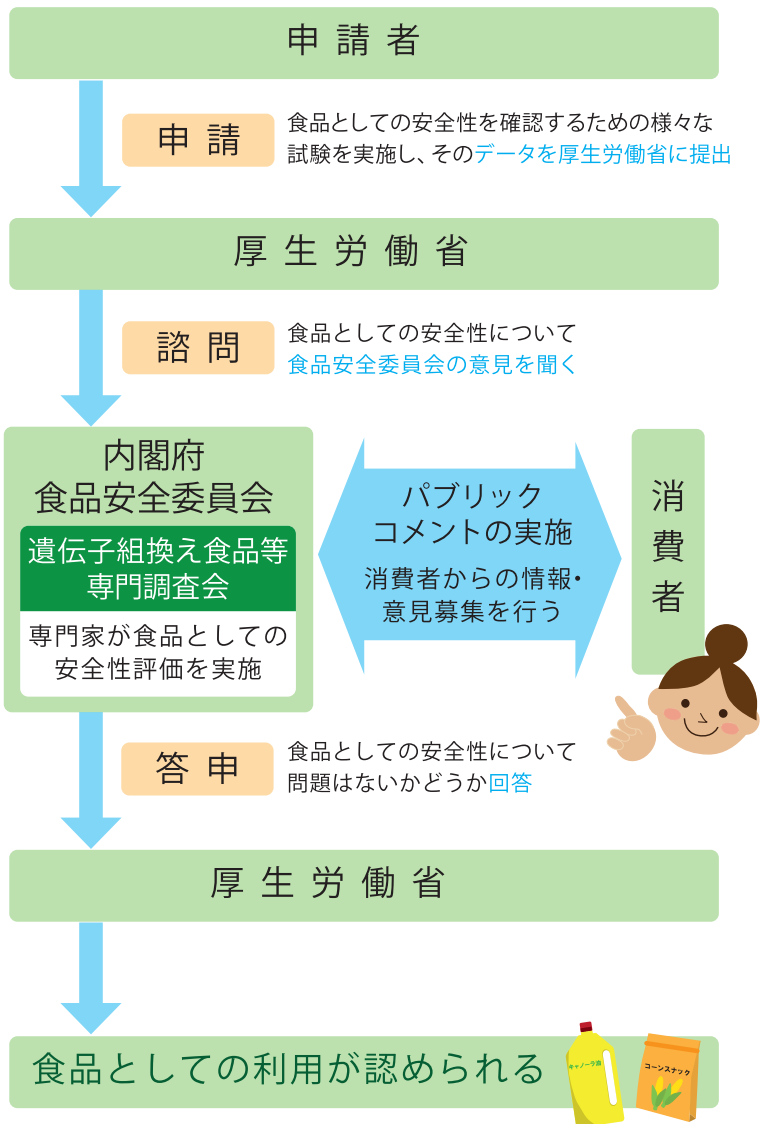 申請者
申請
食品としての安全性を確認するための様々な
試験を実施し、そのデータを厚生労働省に提出
厚生労働省
諮問
食品としての安全性について
食品安全委員会の意見を聞く
内閣府
食品安全委員会
遺伝子組換え食品等
専門調査会
専門家が食品としての
安全性評価を実施
パブリック
コメントの実施
消費者からの情報・
意見募集を行う
消費者
答申
食品としての安全性について
問題はないかどうか回答
厚生労働省
食品としての利用が認められる
キャノーラ油
コーンスナック